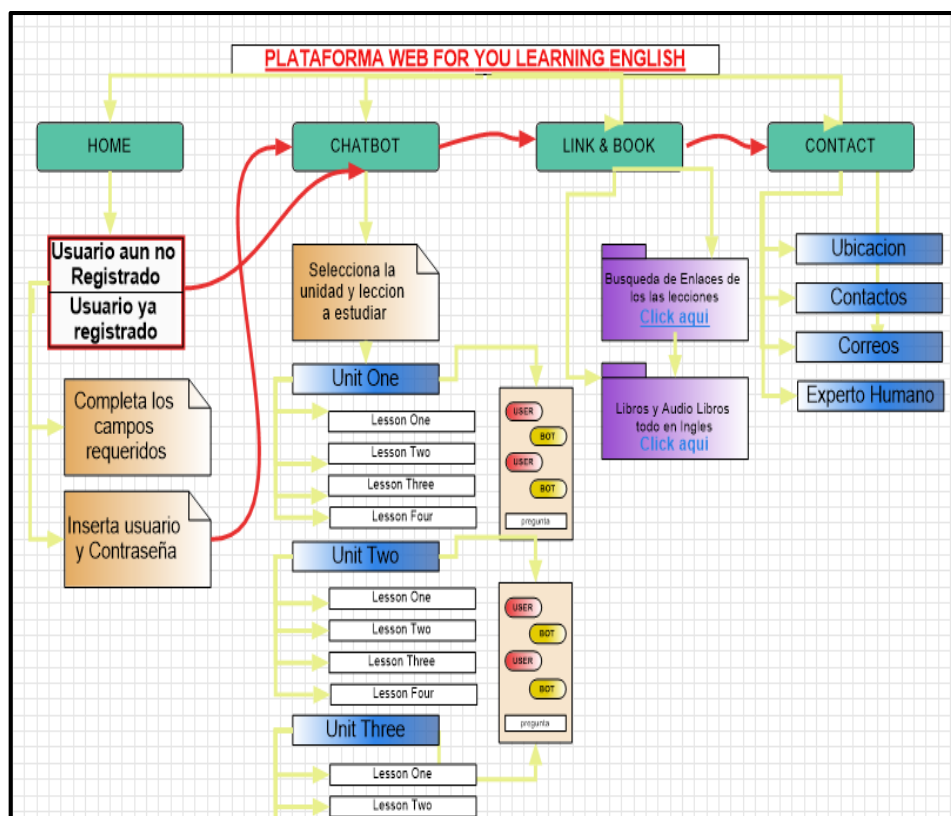 PLATAFORMA WEB FOR YOU LEARNING ENGLISH
HOME
CHATBOT
LINK & BOOK
CONTACT
Usuario aun no
Registrado
Usuario ya
registrado
Completa los
campos
requeridos
Inserta usuario
y Contraseña
Selecciona la
unidad y leccion
a estudiar
Unit One
Lesson One
Lesson Two
Lesson Three
Lesson Four
USER
BOT
USER
BOT
pregunta
Unit Two
Lesson One
Lesson Two
Lesson Three
Lesson Four
USER
BOT
USER
BOT
pregunta
Unit Three
Lesson One
Lesson Two
Busqueda de Enlaces de
los las lecciones
Click aqui
Libros y Audio Libros
todo en Ingles
Click aqui
Ubicacion
Contactos
Correos
Experto Humano